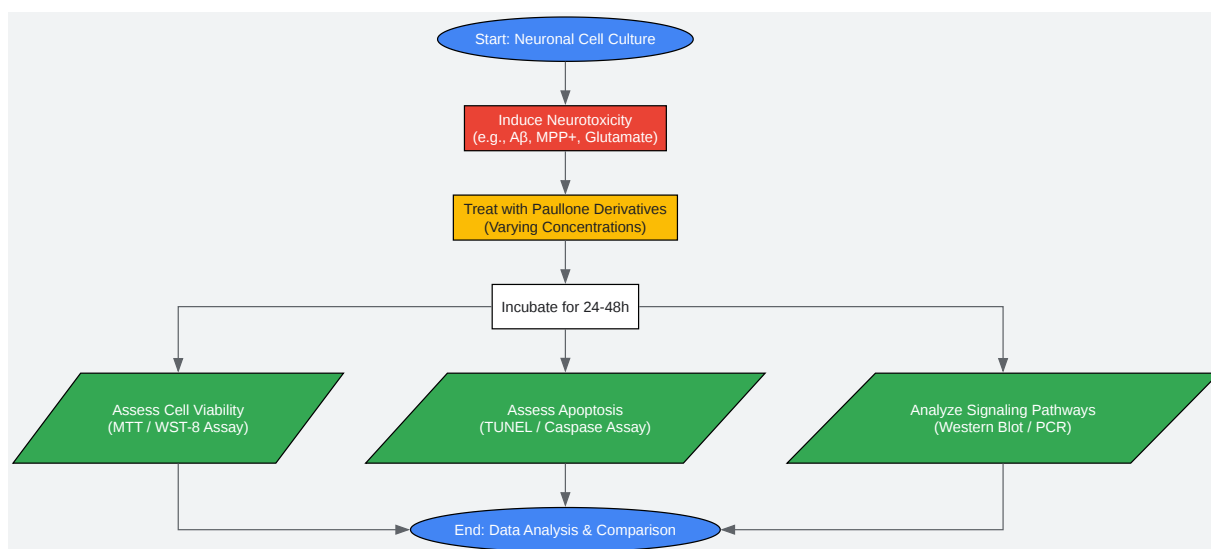 Start: Neuronal Cell Culture
Induce Neurotoxicity
(e.g., Aβ, MPP+, Glutamate)
Treat with Paullone Derivatives
(Varying Concentrations)
Incubate for 24-48h
Assess Cell Viability
(MTT / WST-8 Assay)
Assess Apoptosis
(TUNEL / Caspase Assay)
Analyze Signaling Pathways
(Western Blot / PCR)
End: Data Analysis & Comparison